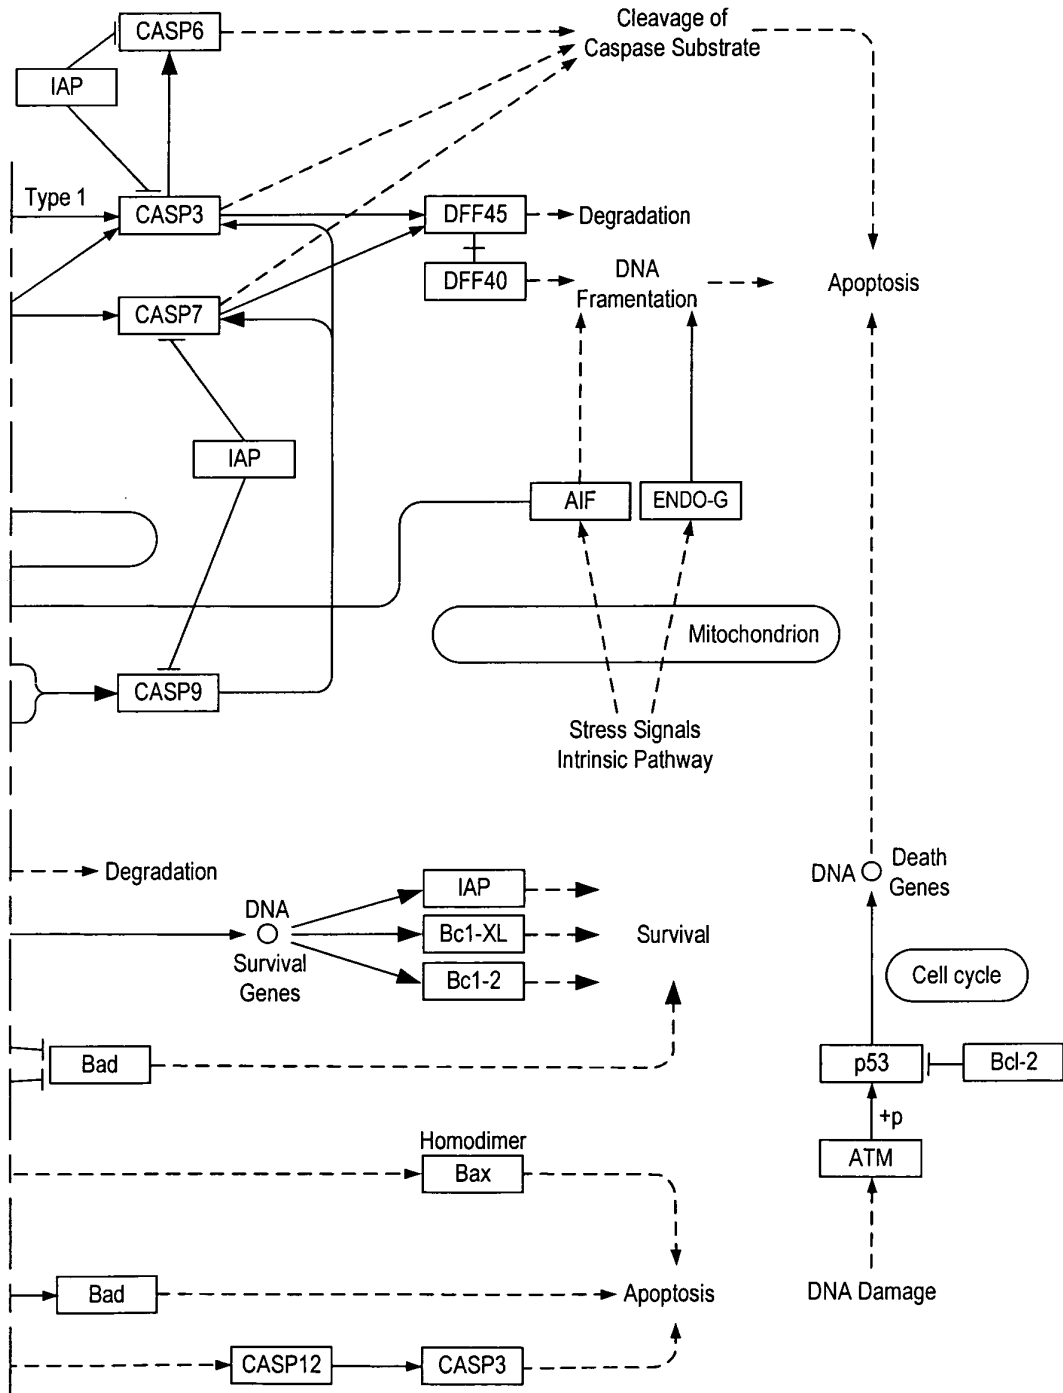 CASP6
Cleavage of
Caspase Substrate
IAP
Type 1
CASP3
DFF45
Degradation
DFF40
DNA
Framentation
Apoptosis
CASP7
IAP
AIF
ENDO-G
Mitochondrion
CASP9
Stress Signals
Intrinsic Pathway
Degradation
IAP
DNA
Survival
Genes
Bc1-XL
Survival
Bc1-2
DNA
Death
Genes
Cell cycle
Bad
p53
Bcl-2
+p
Homodimer
Bax
ATM
Bad
Apoptosis
DNA Damage
CASP12
CASP3